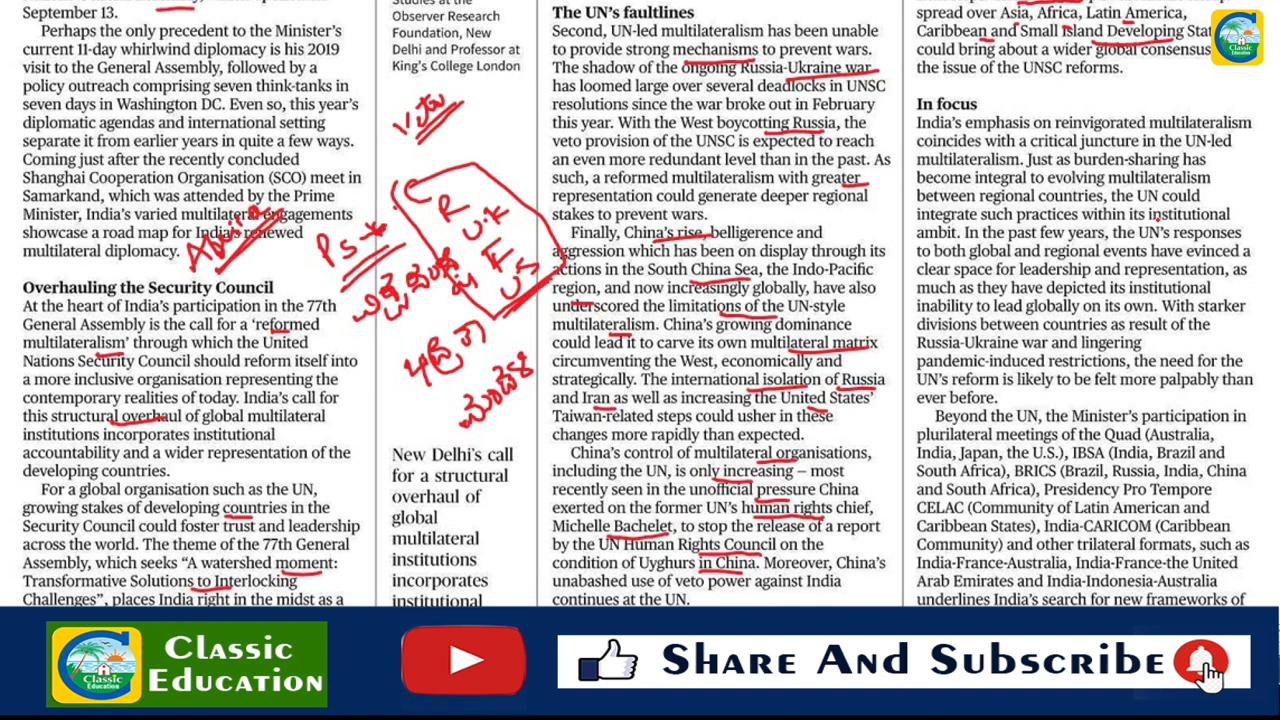 September 13.
Perhaps the only precedent to the Minister's
current 11-day whirlwind diplomacy is his 2019
visit to the General Assembly, followed by a
policy outreach comprising seven think-tanks in
seven days in Washington DC. Even so, this year's
diplomatic agendas and international setting
separate it from earlier years in quite a few ways.
Coming just after the recently concluded
Shanghai Cooperation Organisation (SCO) meet in
Samarkand, which was attended by the Prime
Minister, India's varied multilateral engagements
showcase a road map for India's renewed
multilateral diplomacy.
Overhauling the Security Council
At the heart of India's participation in the 77th
General Assembly is the call for a 'reformed
multilateralism' through which the United
Nations Security Council should reform itself into
a more inclusive organisation representing the
contemporary realities of today. India's call for
this structural overhaul of global multilateral
institutions incorporates institutional
accountability and a wider representation of the
developing countries.
For a global organisation such as the UN,
growing stakes of developing countries in the
Security Council could foster trust and leadership
across the world. The theme of the 77th General
Assembly, which seeks "A watershed moment:
Transformative Solutions to Interlocking
Challenges", places India right in the midst as a
Studies at the
Observer Research
Foundation, New
Delhi and Professor at
King's College London
R
U.K
F
US
New Delhi's call
for a structural
overhaul of
global
multilateral
institutions
incorporates
institutional
The UN's faultlines
Second, UN-led multilateralism has been unable
to provide strong mechanisms to prevent wars.
The shadow of the ongoing Russia-Ukraine war
has loomed large over several deadlocks in UNSC
resolutions since the war broke out in February
this year. With the West boycotting Russia, the
veto provision of the UNSC is expected to reach
an even more redundant level than in the past. As
such, a reformed multilateralism with greater
representation could generate deeper regional
stakes to prevent wars.
Finally, China's rise, belligerence and
aggression which has been on display through its
actions in the South China Sea, the Indo-Pacific
region, and now increasingly globally, have also
underscored the limitations of the UN-style
multilateralism. China's growing dominance
could lead it to carve its own multilateral matrix
circumventing the West, economically and
strategically. The international isolation of Russia
and Iran as well as increasing the United States'
Taiwan-related steps could usher in these
changes more rapidly than expected.
China's control of multilateral organisations,
including the UN, is only increasing — most
recently seen in the unofficial pressure China
exerted on the former UN's human rights chief,
Michelle Bachelet, to stop the release of a report
by the UN Human Rights Council on the
condition of Uyghurs in China. Moreover, China's
unabashed use of veto power against India
continues at the UN.
spread over Asia, Africa, Latin America,
Caribbean and Small island Developing Sta
could bring about a wider global consensus
the issue of the UNSC reforms.
In focus
India's emphasis on reinvigorated multilateralism
coincides with a critical juncture in the UN-led
multilateralism. Just as burden-sharing has
become integral to evolving multilateralism
between regional countries, the UN could
integrate such practices within its institutional
ambit. In the past few years, the UN's responses
to both global and regional events have evinced a
clear space for leadership and representation, as
much as they have depicted its institutional
inability to lead globally on its own. With starker
divisions between countries as result of the
Russia-Ukraine war and lingering
pandemic-induced restrictions, the need for the
UN's reform is likely to be felt more palpably than
ever before.
Beyond the UN, the Minister's participation in
plurilateral meetings of the Quad (Australia,
India, Japan, the U.S.), IBSA (India, Brazil and
South Africa), BRICS (Brazil, Russia, India, China
and South Africa), Presidency Pro Tempore
CELAC (Community of Latin American and
Caribbean States), India-CARICOM (Caribbean
Community) and other trilateral formats, such as
India-France-Australia, India-France-the United
Arab Emirates and India-Indonesia-Australia
underlines India's search for new frameworks of
Classic
Education
Classic
Education
Classic
Education
Share And Subscribe